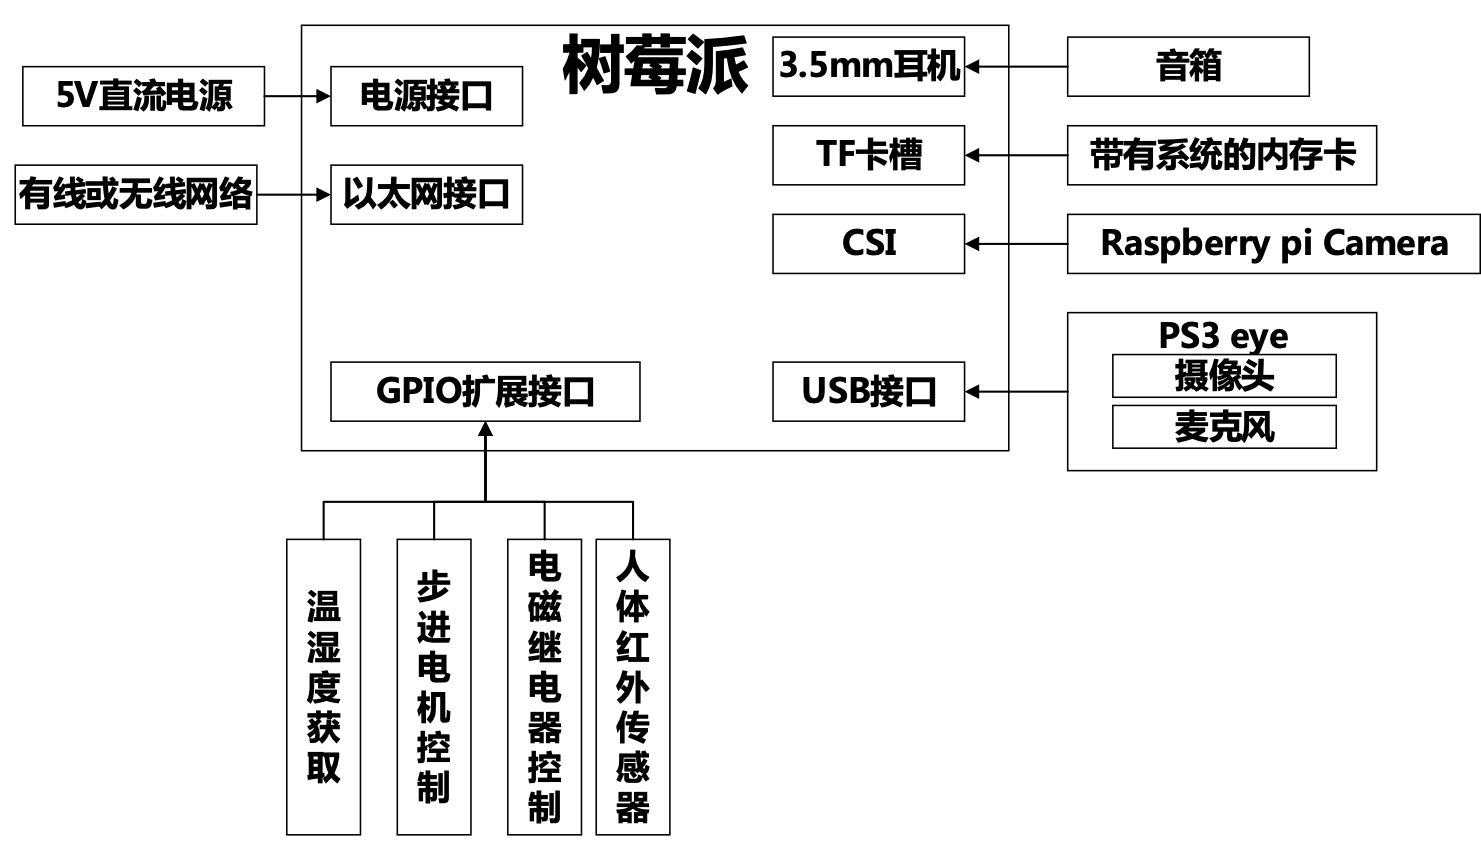 树莓派
5V直流电源
电源接口
有线或无线网络
以太网接口
3.5mm耳机
音箱
TF卡槽
带有系统的内存卡
CSI
Raspberry pi Camera
GPIO扩展接口
USB接口
PS3 eye
摄像头
麦克风
温湿度获取
步进电机控制
电磁继电器控制
人体红外传感器